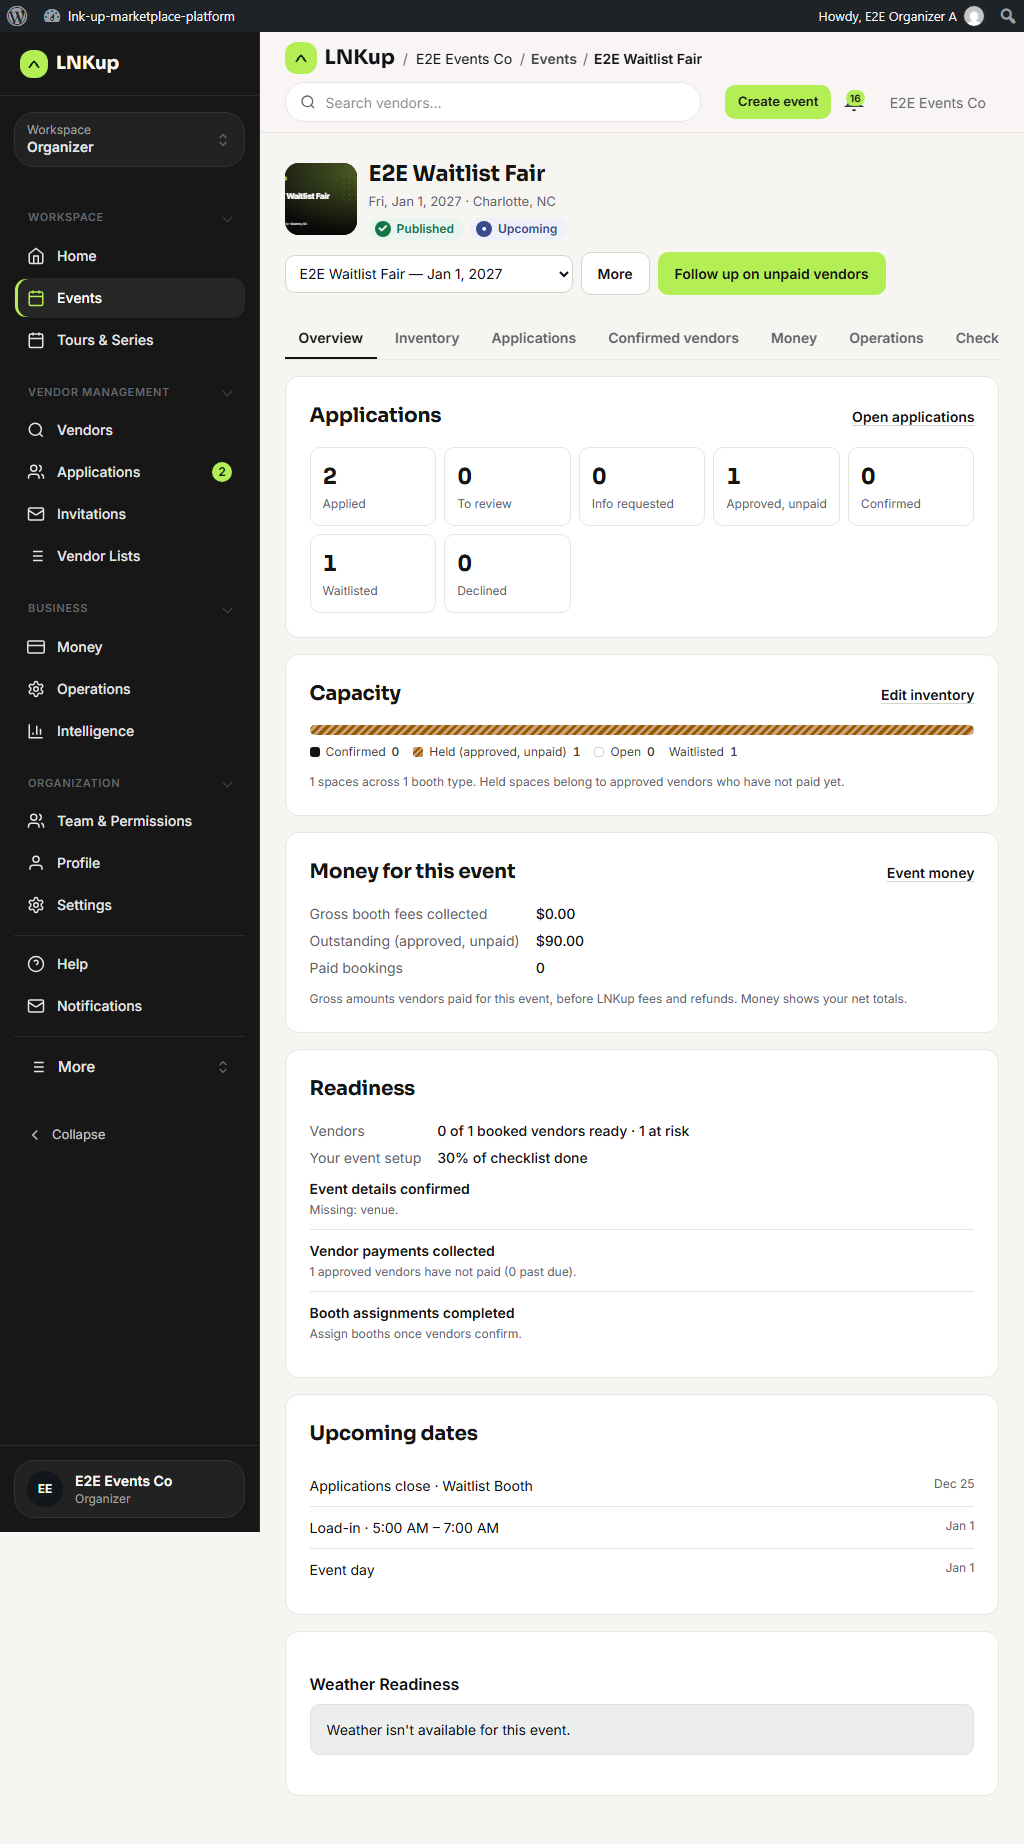 lnk-up-marketplace-platform
Howdy, E2E Organizer A
LNKup
Workspace
Organizer
WORKSPACE
Home
Events
Tours & Series
VENDOR MANAGEMENT
Vendors
Applications 2
Invitations
Vendor Lists
BUSINESS
Money
Operations
Intelligence
ORGANIZATION
Team & Permissions
Profile
Settings
Help
Notifications
More
Collapse
EE
E2E Events Co
Organizer
LNKup / E2E Events Co / Events / E2E Waitlist Fair
Search vendors...
Create event
16
E2E Events Co
Waitlist Fair
E2E Waitlist Fair
Fri, Jan 1, 2027 · Charlotte, NC
Published
Upcoming
E2E Waitlist Fair — Jan 1, 2027
More
Follow up on unpaid vendors
Overview Inventory Applications Confirmed vendors Money Operations Check
Applications
Open applications
2
Applied
0
To review
0
Info requested
1
Approved, unpaid
0
Confirmed
1
Waitlisted
0
Declined
Capacity
Edit inventory
Confirmed 0 Held (approved, unpaid) 1 Open 0 Waitlisted 1
1 spaces across 1 booth type. Held spaces belong to approved vendors who have not paid yet.
Money for this event
Event money
Gross booth fees collected $0.00
Outstanding (approved, unpaid) $90.00
Paid bookings 0
Gross amounts vendors paid for this event, before LNKup fees and refunds. Money shows your net totals.
Readiness
Vendors 0 of 1 booked vendors ready · 1 at risk
Your event setup 30% of checklist done
Event details confirmed
Missing: venue.
Vendor payments collected
1 approved vendors have not paid (0 past due).
Booth assignments completed
Assign booths once vendors confirm.
Upcoming dates
Applications close · Waitlist Booth Dec 25
Load-in · 5:00 AM – 7:00 AM Jan 1
Event day Jan 1
Weather Readiness
Weather isn't available for this event.